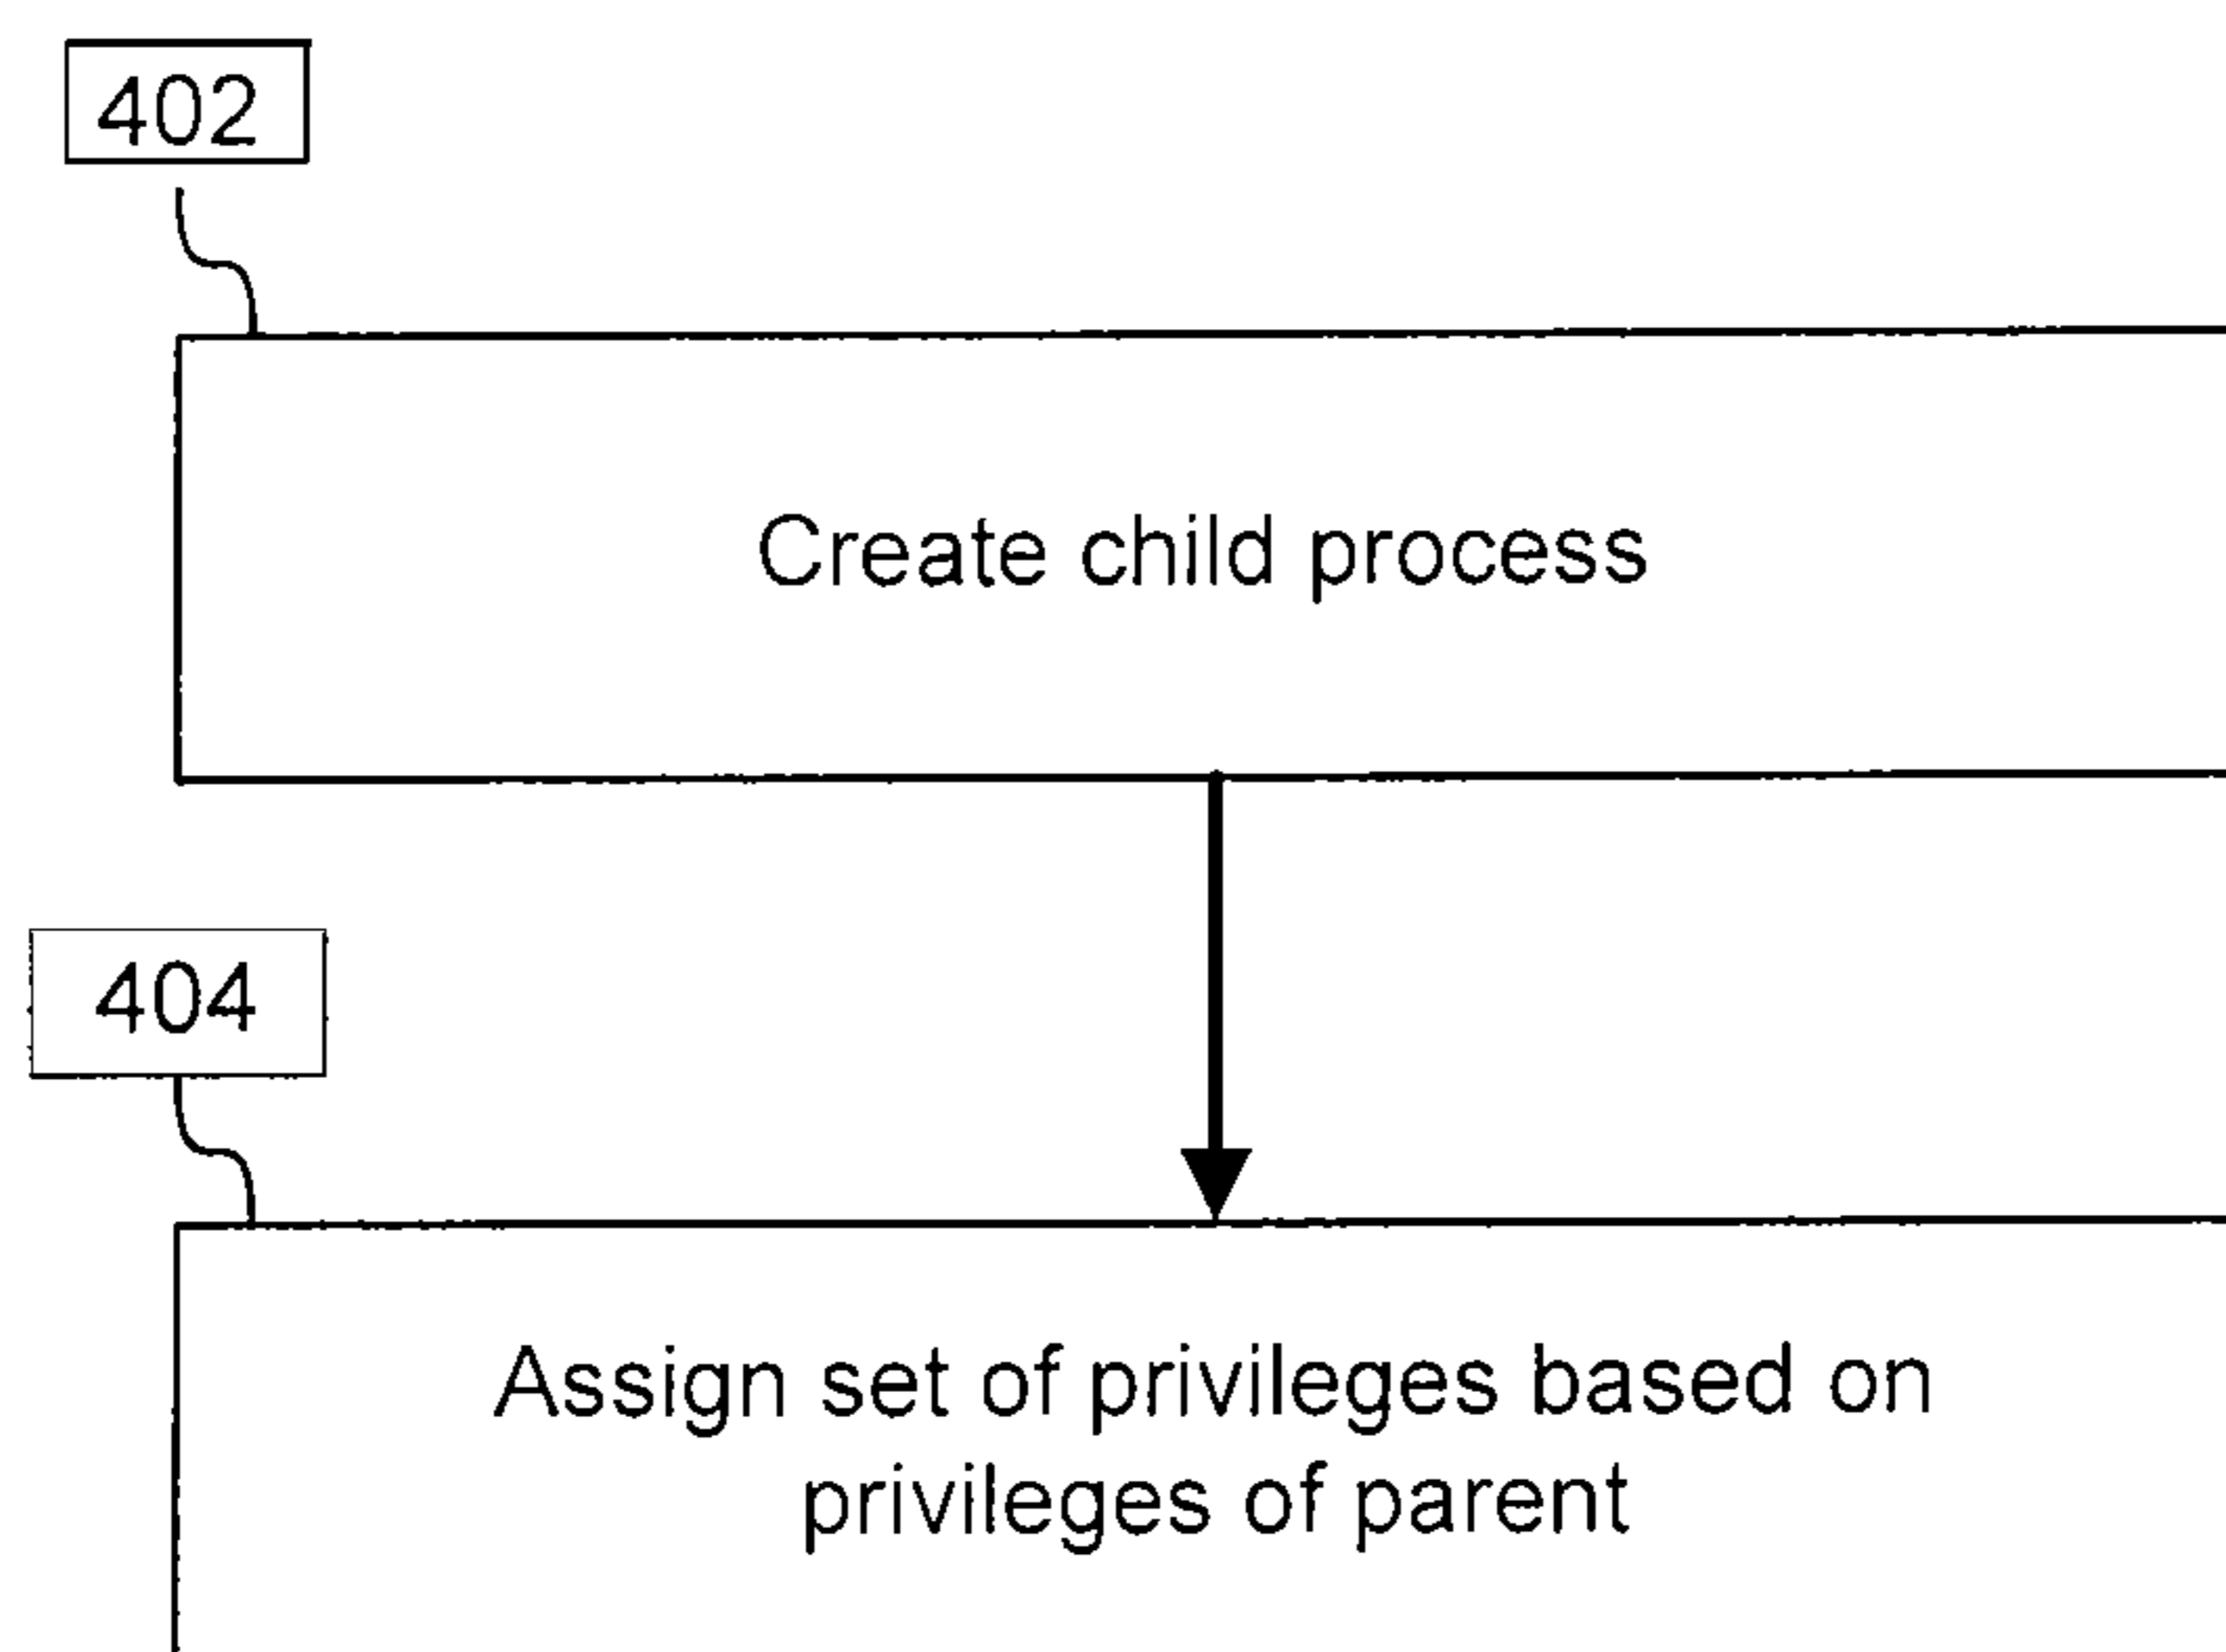 402
Create child process
404
Assign set of privileges based on
privileges of parent